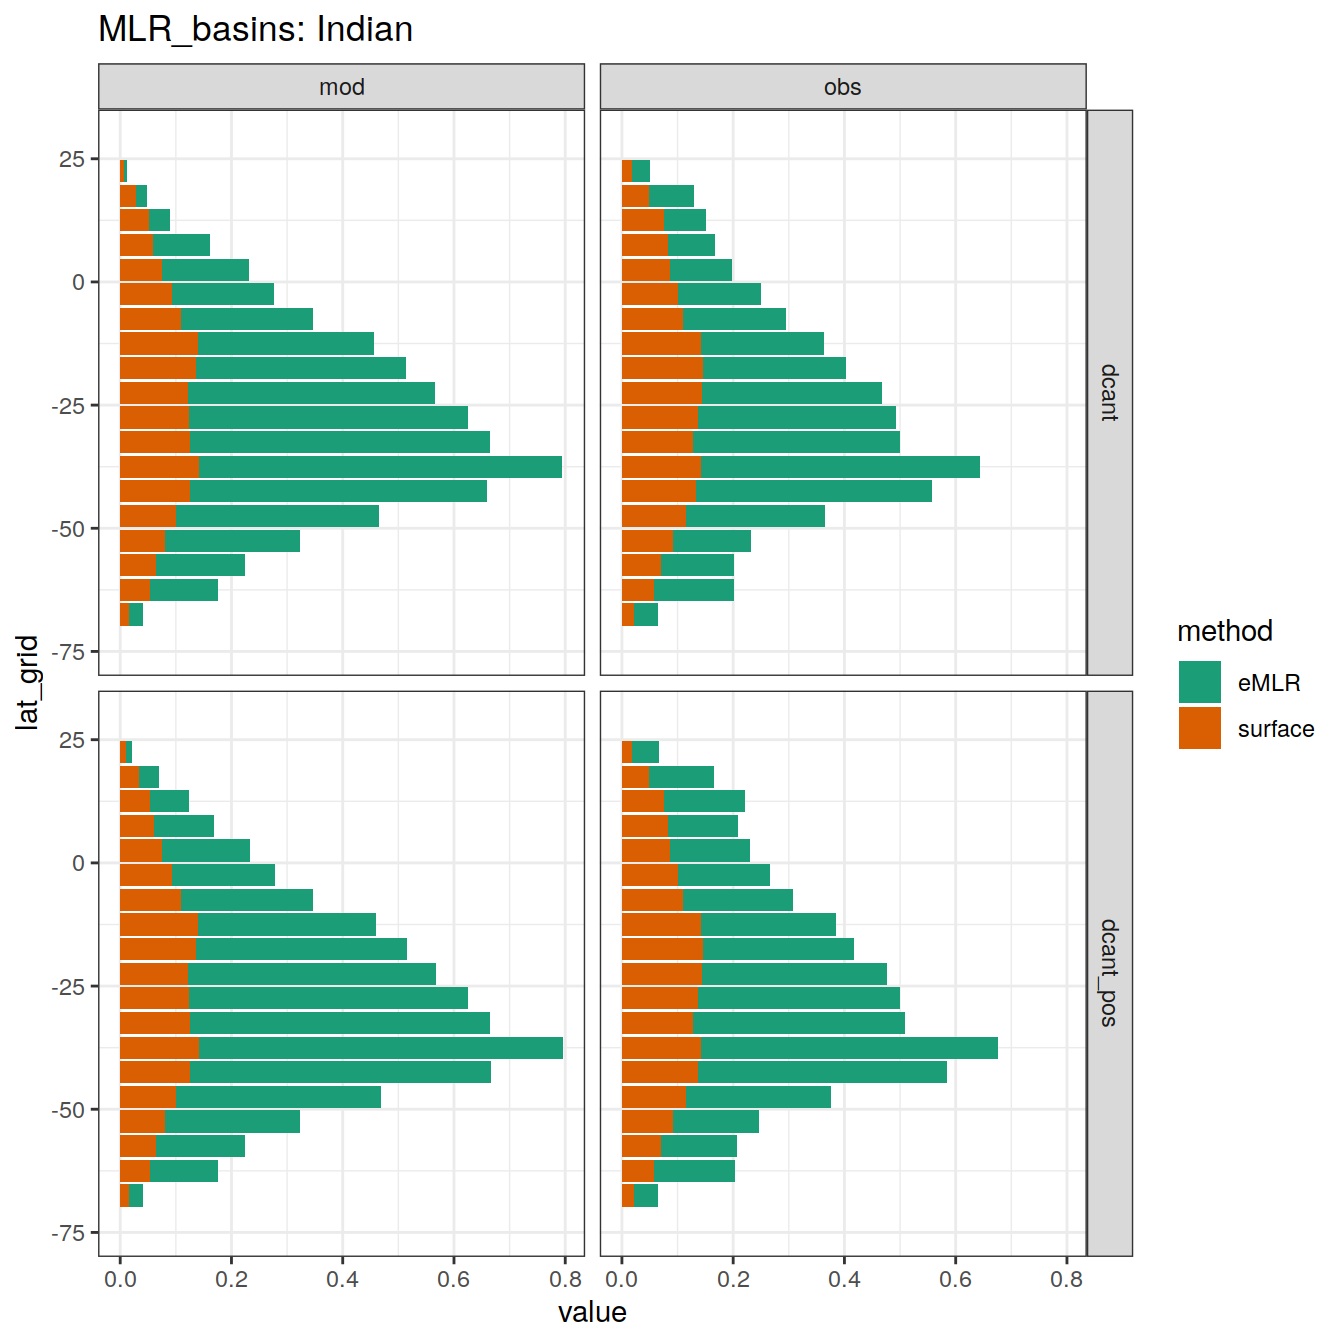 MLR_basins: Indian
mod
obs
25
0
-25
-50
-75
dcant
25
0
-25
-50
-75
dcant_pos
lat_grid
0.0 0.2 0.4 0.6 0.8
0.0 0.2 0.4 0.6 0.8
value
method
eMLR
surface